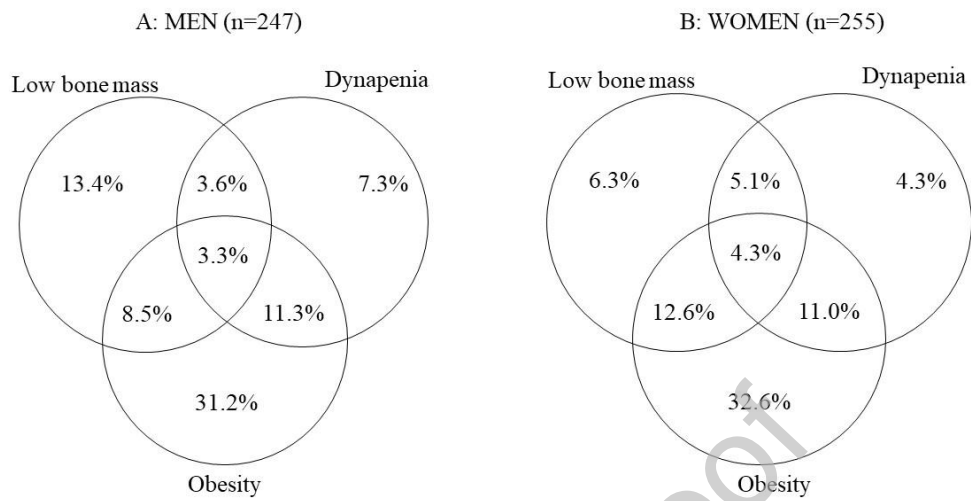 A: MEN (n=247)
Low bone mass
Dynapenia
13.4%
3.6%
7.3%
3.3%
8.5%
11.3%
31.2%
Obesity
B: WOMEN (n=255)
Low bone mass
Dynapenia
6.3%
5.1%
4.3%
4.3%
12.6%
11.0%
32.6%
Obesity
oof